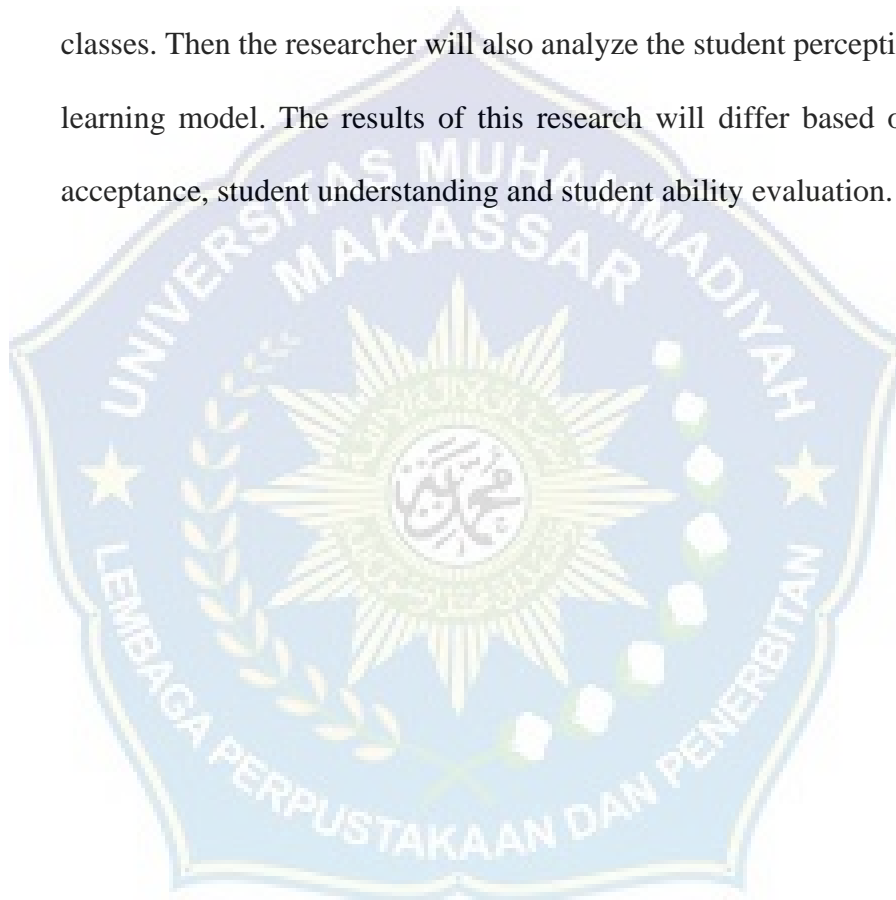 classes. Then the researcher will also analyze the student percepti
learning model. The results of this research will differ based o
acceptance, student understanding and student ability evaluation.
UNIVERSITAS MUHAMMADIYAH
MAKASSAR
LEMBAGA PERPUSTAKAAN DAN PENERBITAN